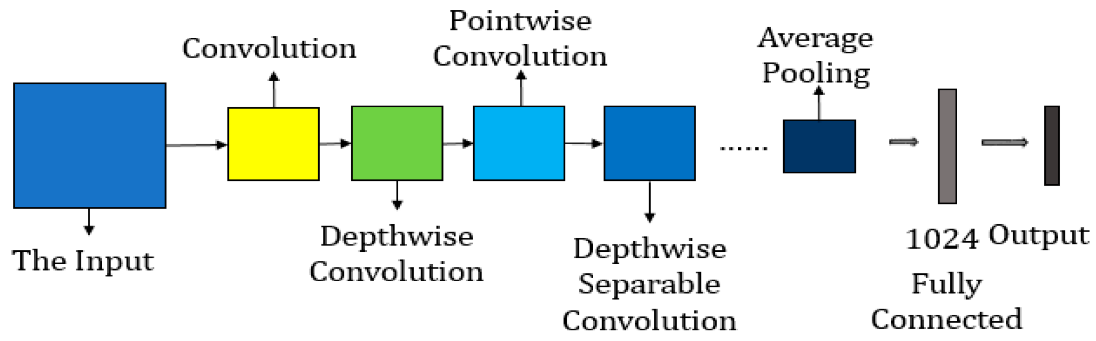 Convolution
Pointwise
Convolution
Average
Pooling
......
The Input
Depthwise
Convolution
Depthwise
Separable
Convolution
1024
Fully
Connected
Output